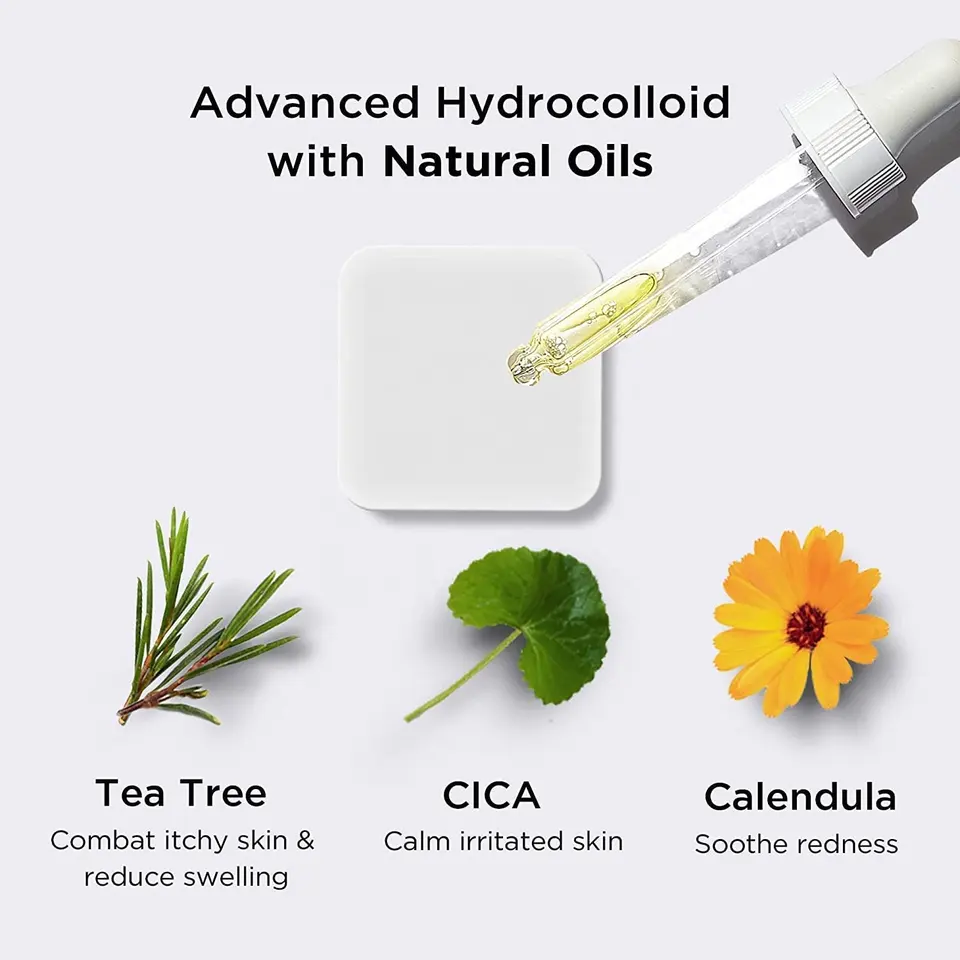 Advanced Hydrocolloid
with Natural Oils
Tea Tree
Combat itchy skin &
reduce swelling
CICA
Calm irritated skin
Calendula
Soothe redness